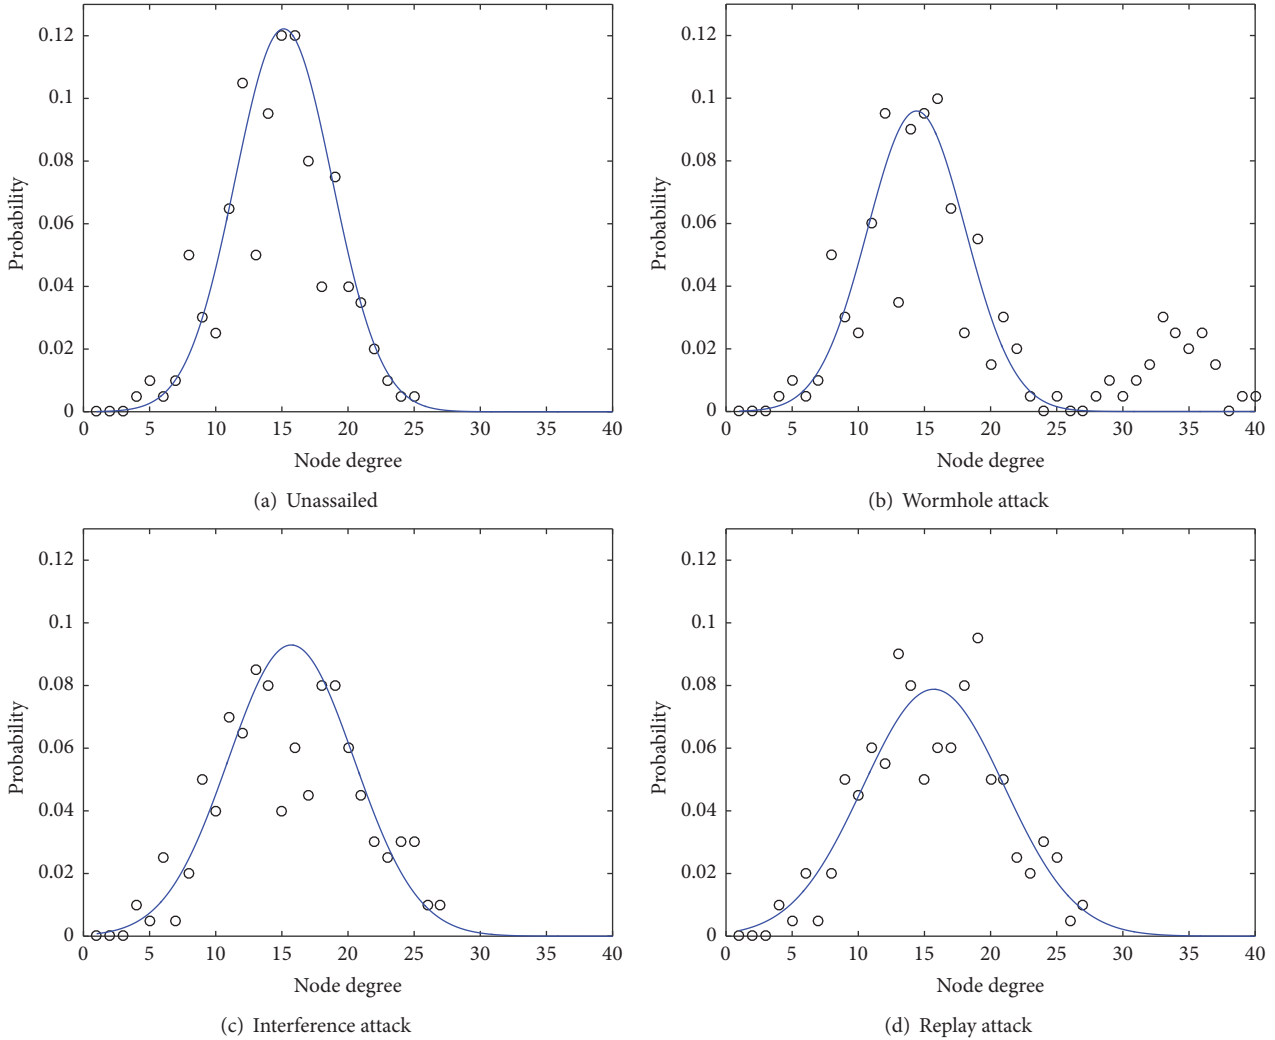 0.12
0.1
0.08
0.06
0.04
0.02
0
Probability
0 5 10 15 20 25 30 35 40
Node degree
(a) Unassailed
0.12
0.1
0.08
0.06
0.04
0.02
0
Probability
0 5 10 15 20 25 30 35 40
Node degree
(b) Wormhole attack
0.12
0.1
0.08
0.06
0.04
0.02
0
Probability
0 5 10 15 20 25 30 35 40
Node degree
(c) Interference attack
0.12
0.1
0.08
0.06
0.04
0.02
0
Probability
0 5 10 15 20 25 30 35 40
Node degree
(d) Replay attack